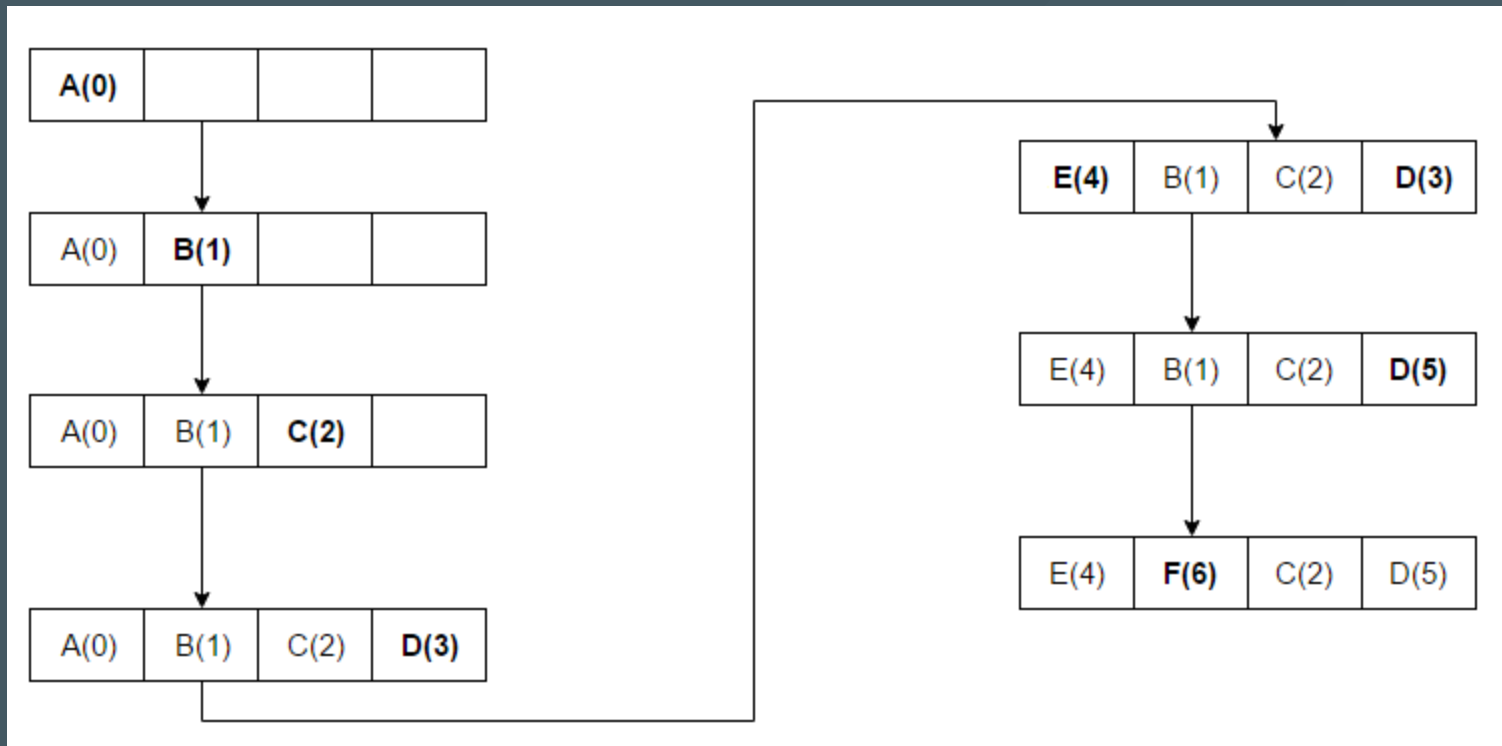 A(0)
A(0) B(1)
A(0) B(1) C(2)
A(0) B(1) C(2) D(3)
E(4) B(1) C(2) D(3)
E(4) B(1) C(2) D(5)
E(4) F(6) C(2) D(5)